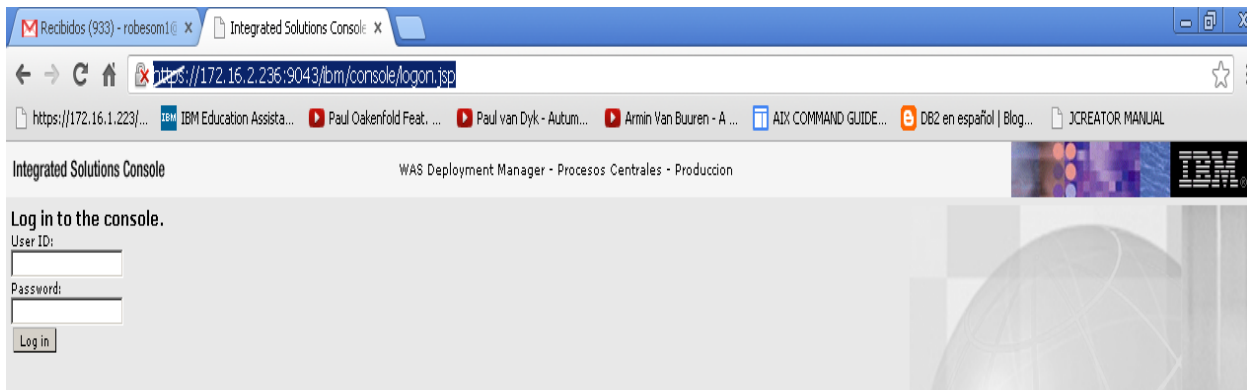 Recibidos (933) - robesom1@
Integrated Solutions Console
https://172.16.2.236:9043/ibm/console/logon.jsp
https://172.16.1.223/...
IBM Education Assista...
Paul Oakenfold Feat. ...
Paul van Dyk - Autum...
Armin Van Buuren - A ...
AIX COMMAND GUIDE...
DB2 en español | Blog...
JCREATOR MANUAL
Integrated Solutions Console
WAS Deployment Manager - Procesos Centrales - Produccion
IBM®
Log in to the console.
User ID:
Password:
Log in